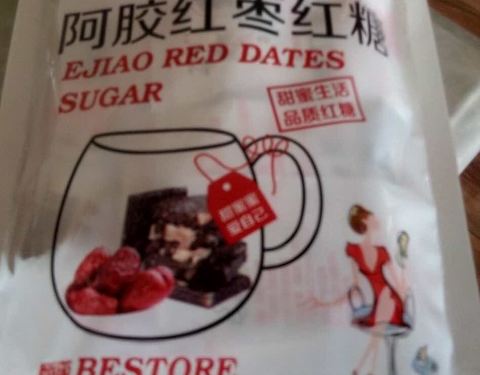 阿胶红枣红糖
EJIAO RED DATES
SUGAR
甜蜜生活
品质红糖
甜蜜蜜
爱自己
BESTORE